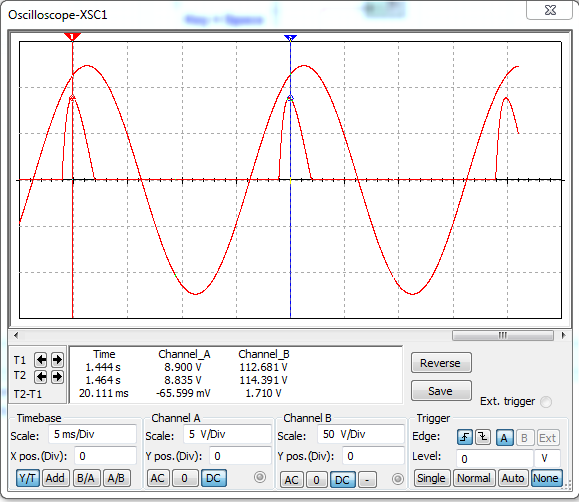 Key = Space
Oscilloscope-XSC1
1
2
T1
T2
T2-T1
Time Channel_A Channel_B
1.444 s 8.900 V 112.681 V
1.464 s 8.835 V 114.391 V
20.111 ms -65.599 mV 1.710 V
Reverse
Save
Ext. trigger
Timebase
Scale: 5 ms/Div
X pos.(Div): 0
Y/T Add B/A A/B
Channel A
Scale: 5 V/Div
Y pos.(Div): 0
AC 0 DC
Channel B
Scale: 50 V/Div
Y pos.(Div): 0
AC 0 DC -
Trigger
Edge: A B Ext
Level: 0 V
Single Normal Auto None